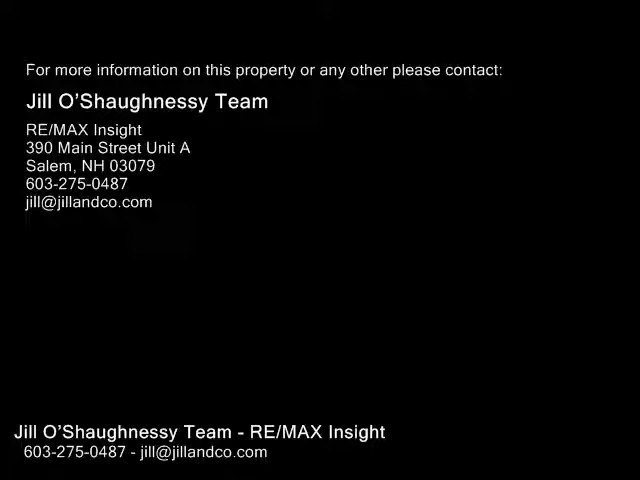 For more information on this property or any other please contact:
Jill O'Shaughnessy Team
RE/MAX Insight
390 Main Street Unit A
Salem, NH 03079
603-275-0487
jill@jillandco.com
Jill O'Shaughnessy Team - RE/MAX Insight
603-275-0487 - jill@jillandco.com